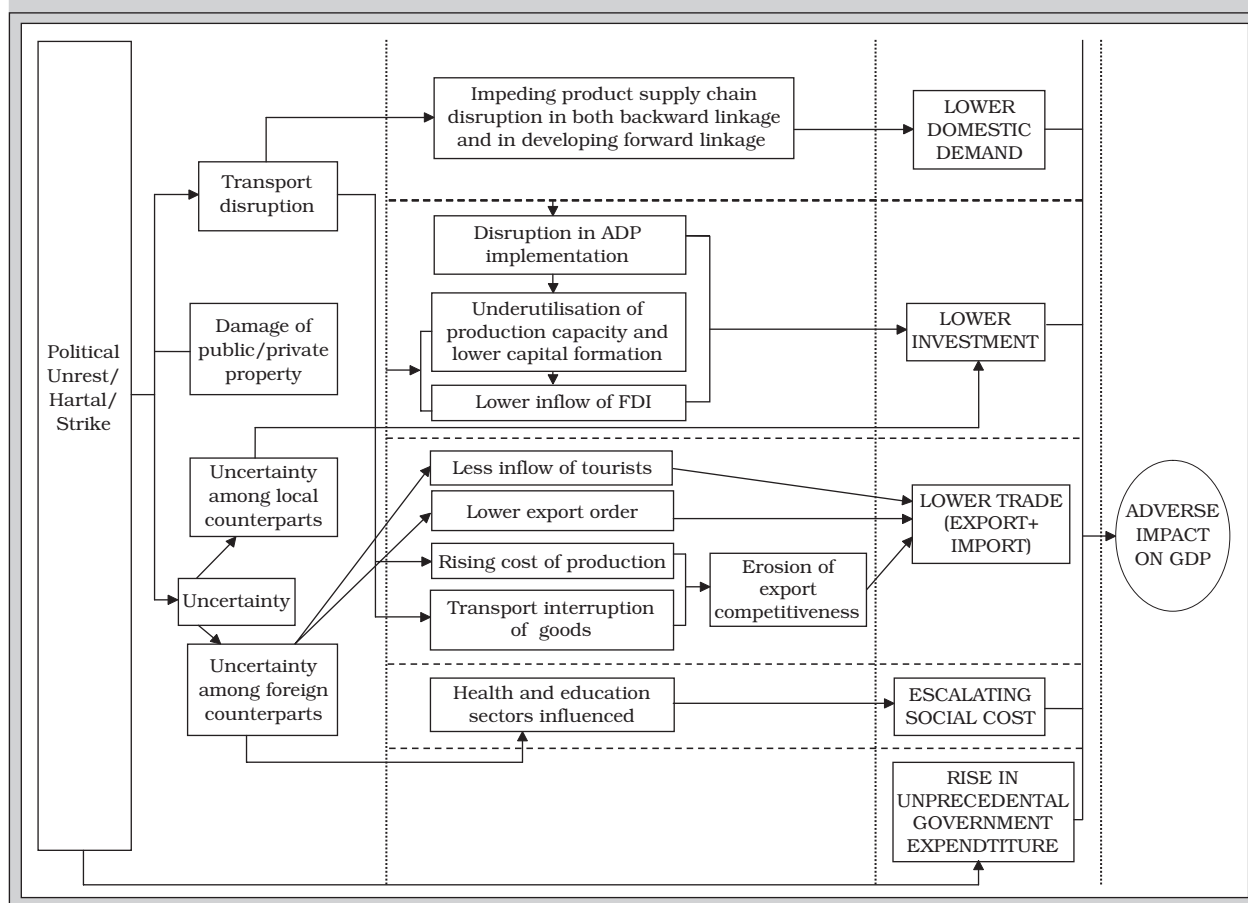 Political
Unrest/
Hartal/
Strike
Transport
disruption
Damage of
public/private
property
Uncertainty
among local
counterparts
Uncertainty
Uncertainty
among foreign
counterparts
Impeding product supply chain
disruption in both backward linkage
and in developing forward linkage
Disruption in ADP
implementation
Underutilisation of
production capacity and
lower capital formation
Lower inflow of FDI
Less inflow of tourists
Lower export order
Rising cost of production
Transport interruption
of goods
Erosion of
export
competitiveness
Health and education
sectors influenced
LOWER
DOMESTIC
DEMAND
LOWER
INVESTMENT
LOWER TRADE
(EXPORT+
IMPORT)
ESCALATING
SOCIAL COST
RISE IN
UNPRECEDENTAL
GOVERNMENT
EXPENDTITURE
ADVERSE
IMPACT
ON GDP